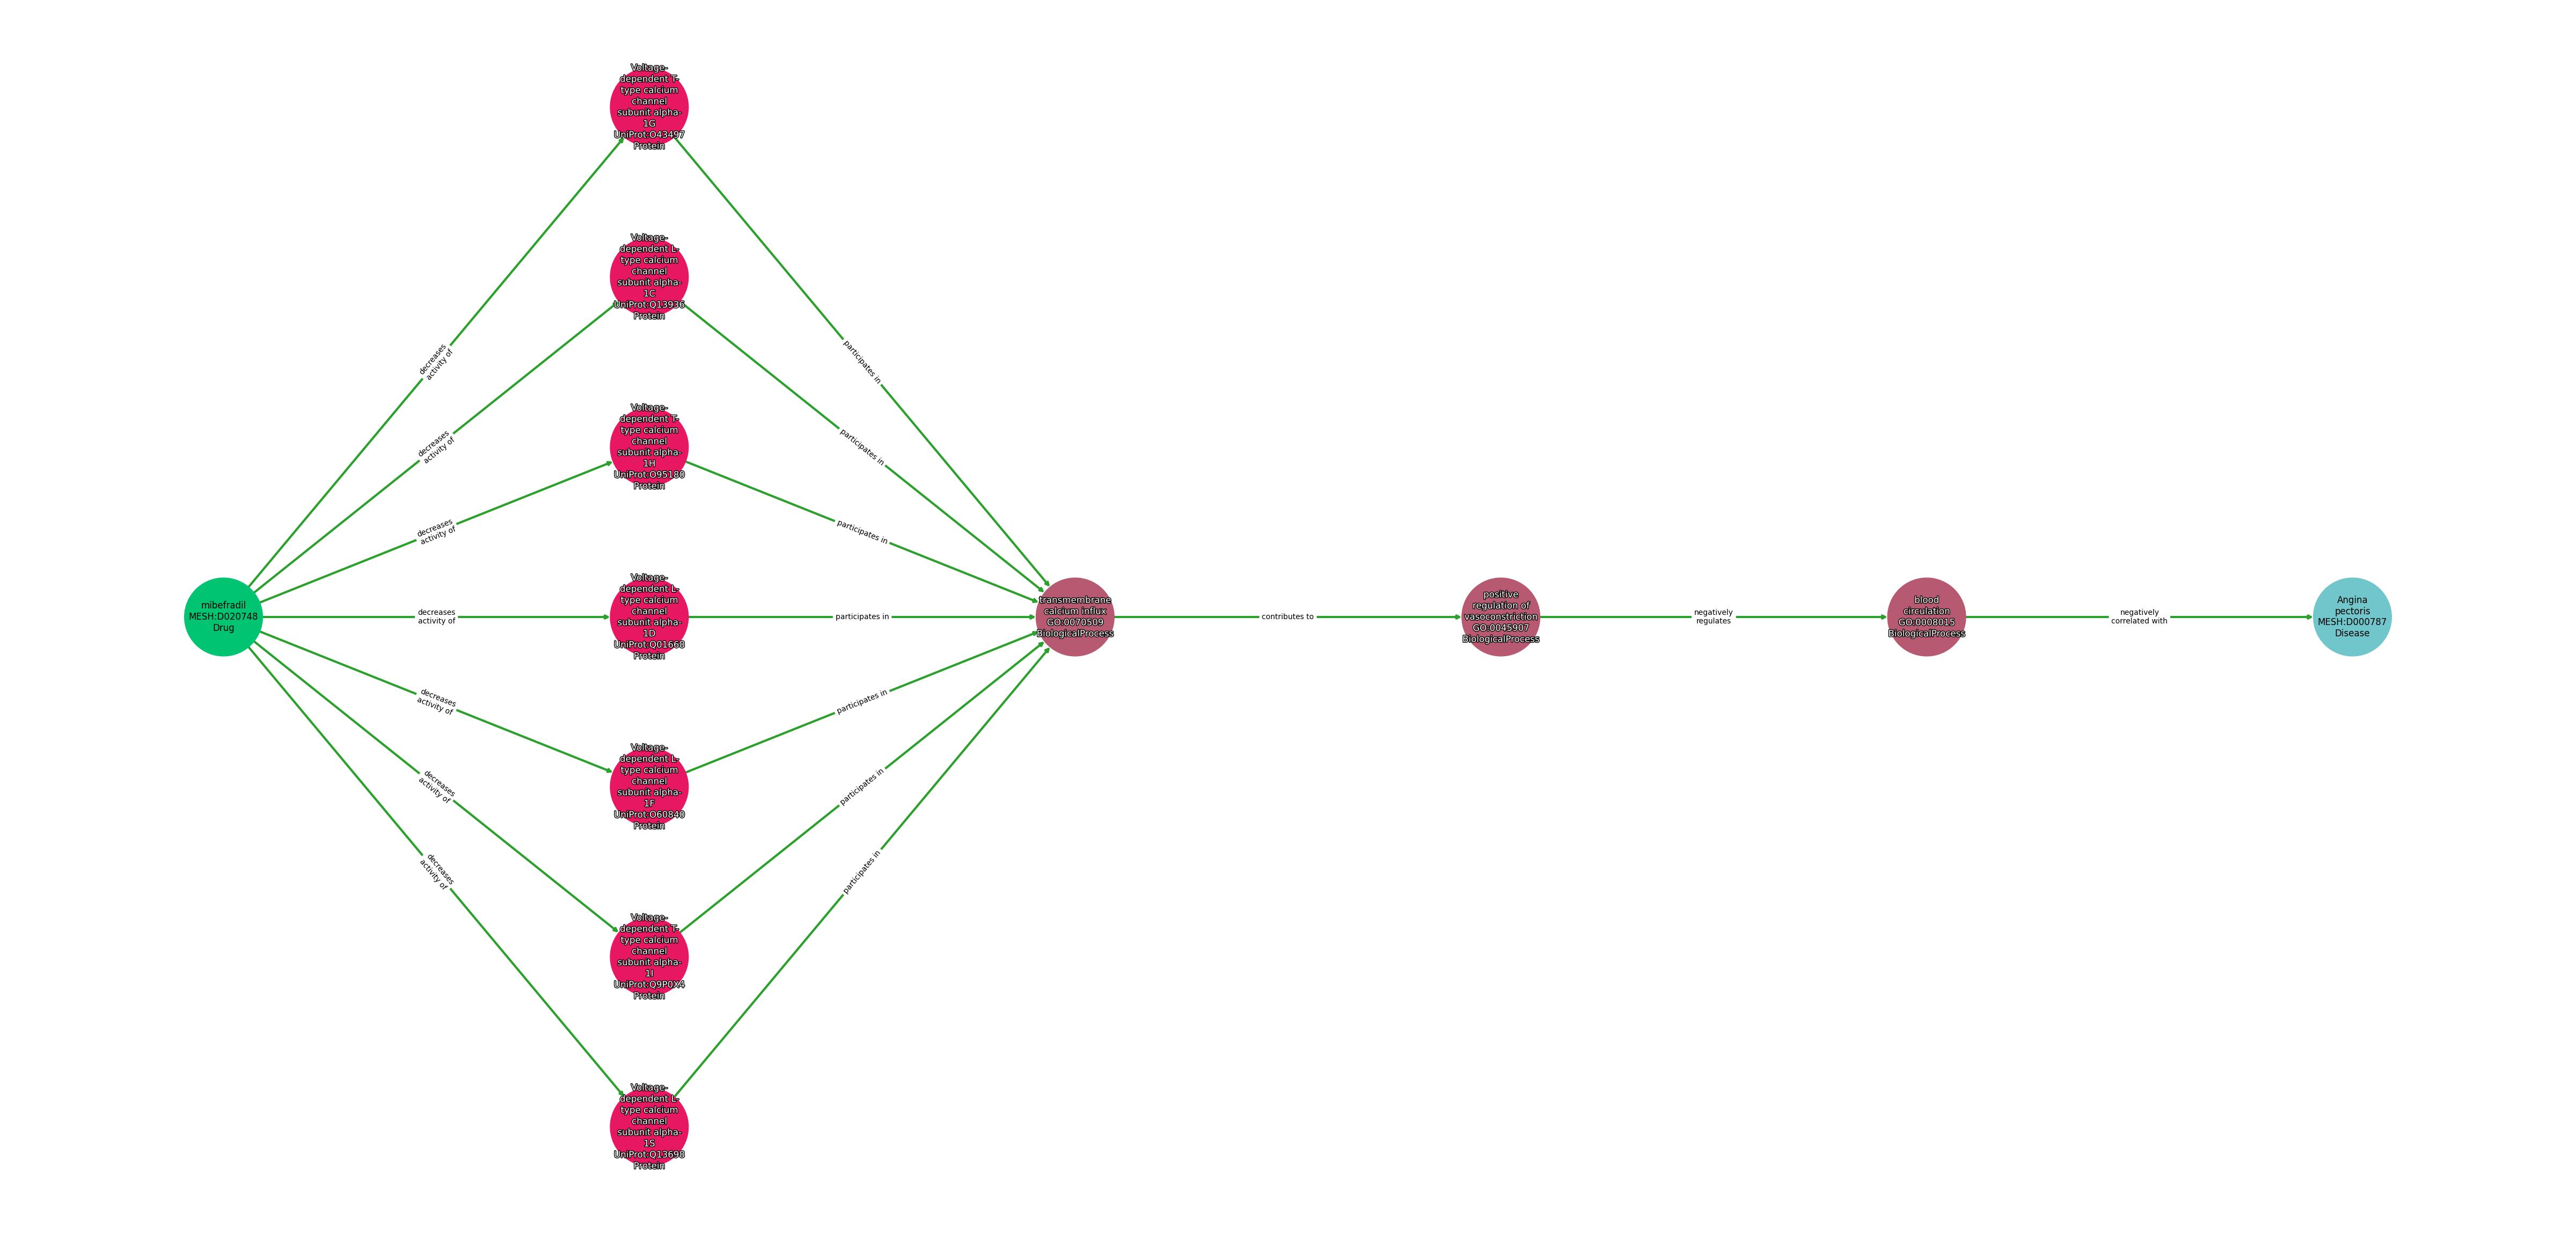 mibefradil
MESH:D020748
Drug
decreases
activity of
decreases
activity of
decreases
activity of
decreases
activity of
decreases
activity of
decreases
activity of
decreases
activity of
Voltage-
dependent T-
type calcium
channel
subunit alpha-
1G
UniProt:O43497
Protein
Voltage-
dependent L-
type calcium
channel
subunit alpha-
1C
UniProt:Q13936
Protein
Voltage-
dependent T-
type calcium
channel
subunit alpha-
1H
UniProt:O95180
Protein
Voltage-
dependent L-
type calcium
channel
subunit alpha-
1D
UniProt:Q01668
Protein
Voltage-
dependent L-
type calcium
channel
subunit alpha-
1F
UniProt:O60840
Protein
Voltage-
dependent T-
type calcium
channel
subunit alpha-
1I
UniProt:Q9P0X4
Protein
Voltage-
dependent L-
type calcium
channel
subunit alpha-
1S
UniProt:Q13698
Protein
participates in
participates in
participates in
participates in
participates in
participates in
participates in
transmembrane
calcium influx
GO:0070509
BiologicalProcess
contributes to
positive
regulation of
vasoconstriction
GO:0045907
BiologicalProcess
negatively
regulates
blood
circulation
GO:0008015
BiologicalProcess
negatively
correlated with
Angina
pectoris
MESH:D000787
Disease